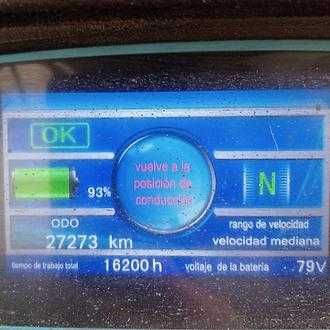 OK
vuelve a la
posición de
conducción
93%
N
ODO
27273 km
rango de velocidad
velocidad mediana
tiempo de trabajo total 16200h
voltaje de la batería 79V